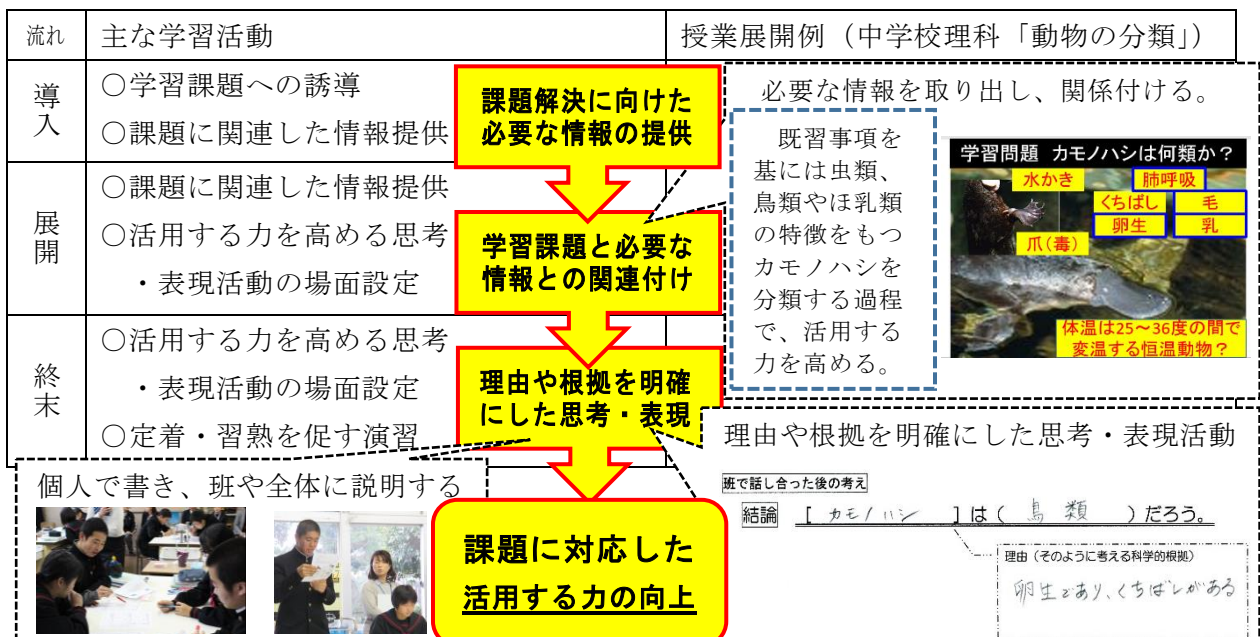 流れ
主な学習活動
授業展開例（中学校理科「動物の分類」）
導入
○学習課題への誘導
○課題に関連した情報提供
展開
○課題に関連した情報提供
○活用する力を高める思考
・表現活動の場面設定
終末
○活用する力を高める思考
・表現活動の場面設定
○定着・習熟を促す演習
課題解決に向けた
必要な情報の提供
学習課題と必要な
情報との関連付け
理由や根拠を明確
にした思考・表現
課題に対応した
活用する力の向上
必要な情報を取り出し、関係付ける。
既習事項を
基には虫類、
鳥類やほ乳類
の特徴をもつ
カモノハシを
分類する過程
で、活用する
力を高める。
学習問題 カモノハシは何類か？
水かき
肺呼吸
くちばし
毛
卵生
乳
爪(毒)
体温は25～36度の間で
変温する恒温動物？
個人で書き、班や全体に説明する
理由や根拠を明確にした思考・表現活動
班で話し合った後の考え
結論 [ カモノハシ ]は( 鳥類 )だろう。
理由（そのように考える科学的根拠）
卵生であり、くちばしがある